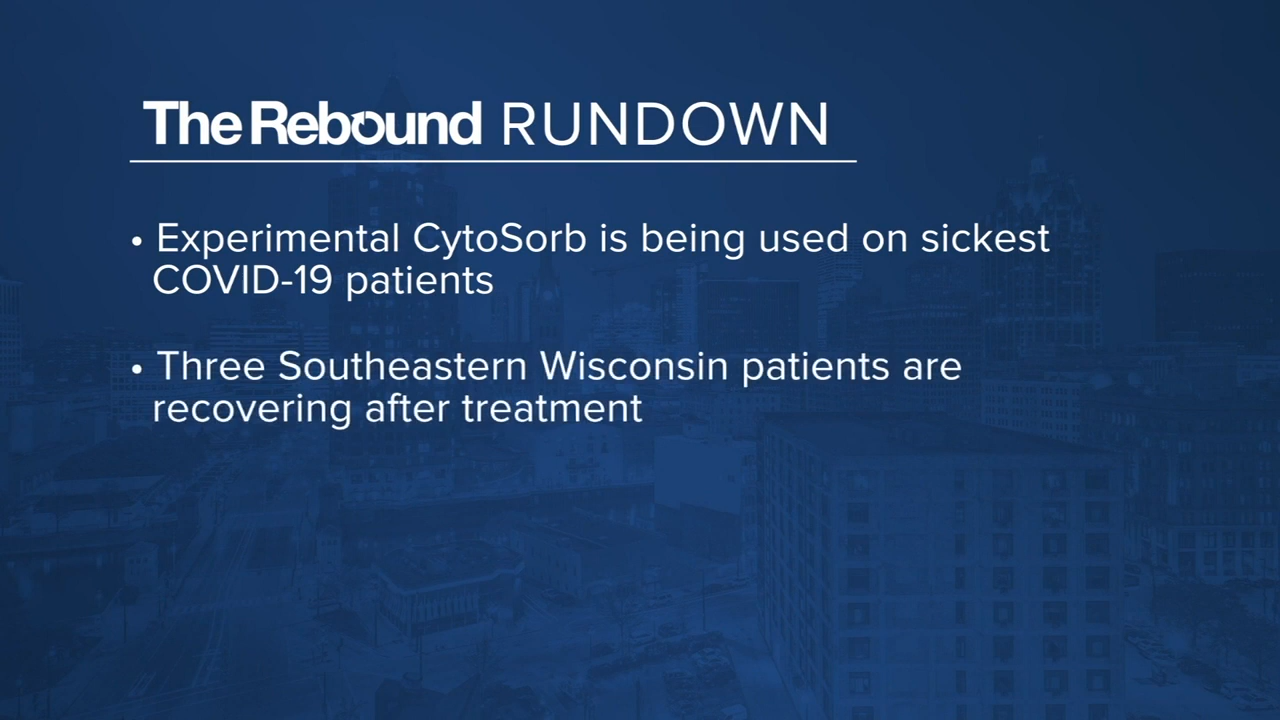 The Rebound RUNDOWN
• Experimental CytoSorb is being used on sickest
COVID-19 patients
• Three Southeastern Wisconsin patients are
recovering after treatment